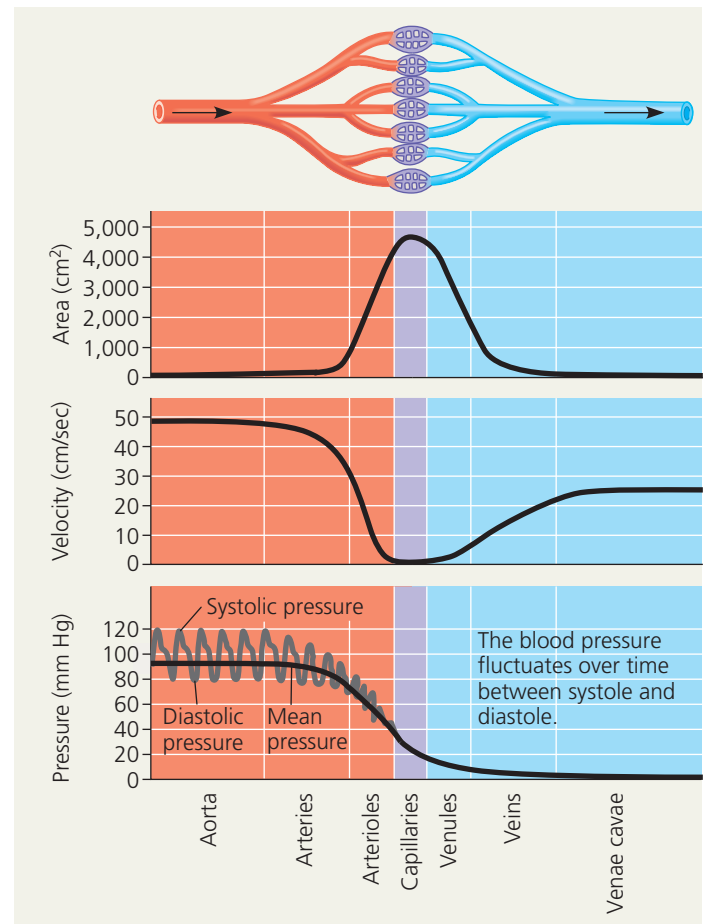 Area (cm²)
5,000
4,000
3,000
2,000
1,000
0
Velocity (cm/sec)
50
40
30
20
10
0
Pressure (mm Hg)
120
100
80
60
40
20
0
Systolic pressure
Diastolic
pressure
Mean
pressure
The blood pressure
fluctuates over time
between systole and
diastole.
Aorta
Arteries
Arterioles
Capillaries
Venules
Veins
Venae cavae